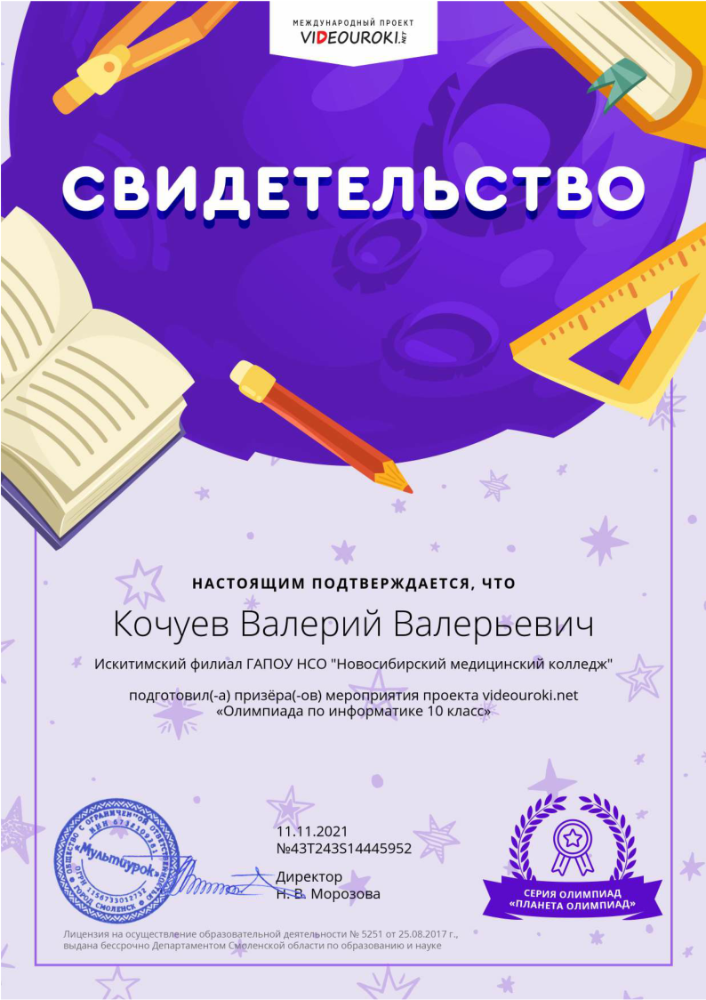 МЕЖДУНАРОДНЫЙ ПРОЕКТ
VIDEOUROKI.NET
СВИДЕТЕЛЬСТВО
НАСТОЯЩИМ ПОДТВЕРЖДАЕТСЯ, ЧТО
Кочуев Валерий Валерьевич
Искитимский филиал ГАПОУ НСО "Новосибирский медицинский колледж"
подготовил(-а) призёра(-ов) мероприятия проекта videouroki.net
«Олимпиада по информатике 10 класс»
ОБЩЕСТВО С ОГРАНИЧЕННОЙ ОТВЕТСТВЕННОСТЬЮ
«Мультиурок»
ГОРОД СМОЛЕНСК
11.11.2021
№43T243S14445952
Директор
Н. В. Морозова
СЕРИЯ ОЛИМПИАД
«ПЛАНЕТА ОЛИМПИАД»
Лицензия на осуществление образовательной деятельности № 5251 от 25.08.2017 г.,
выдана бессрочно Департаментом Смоленской области по образованию и науке